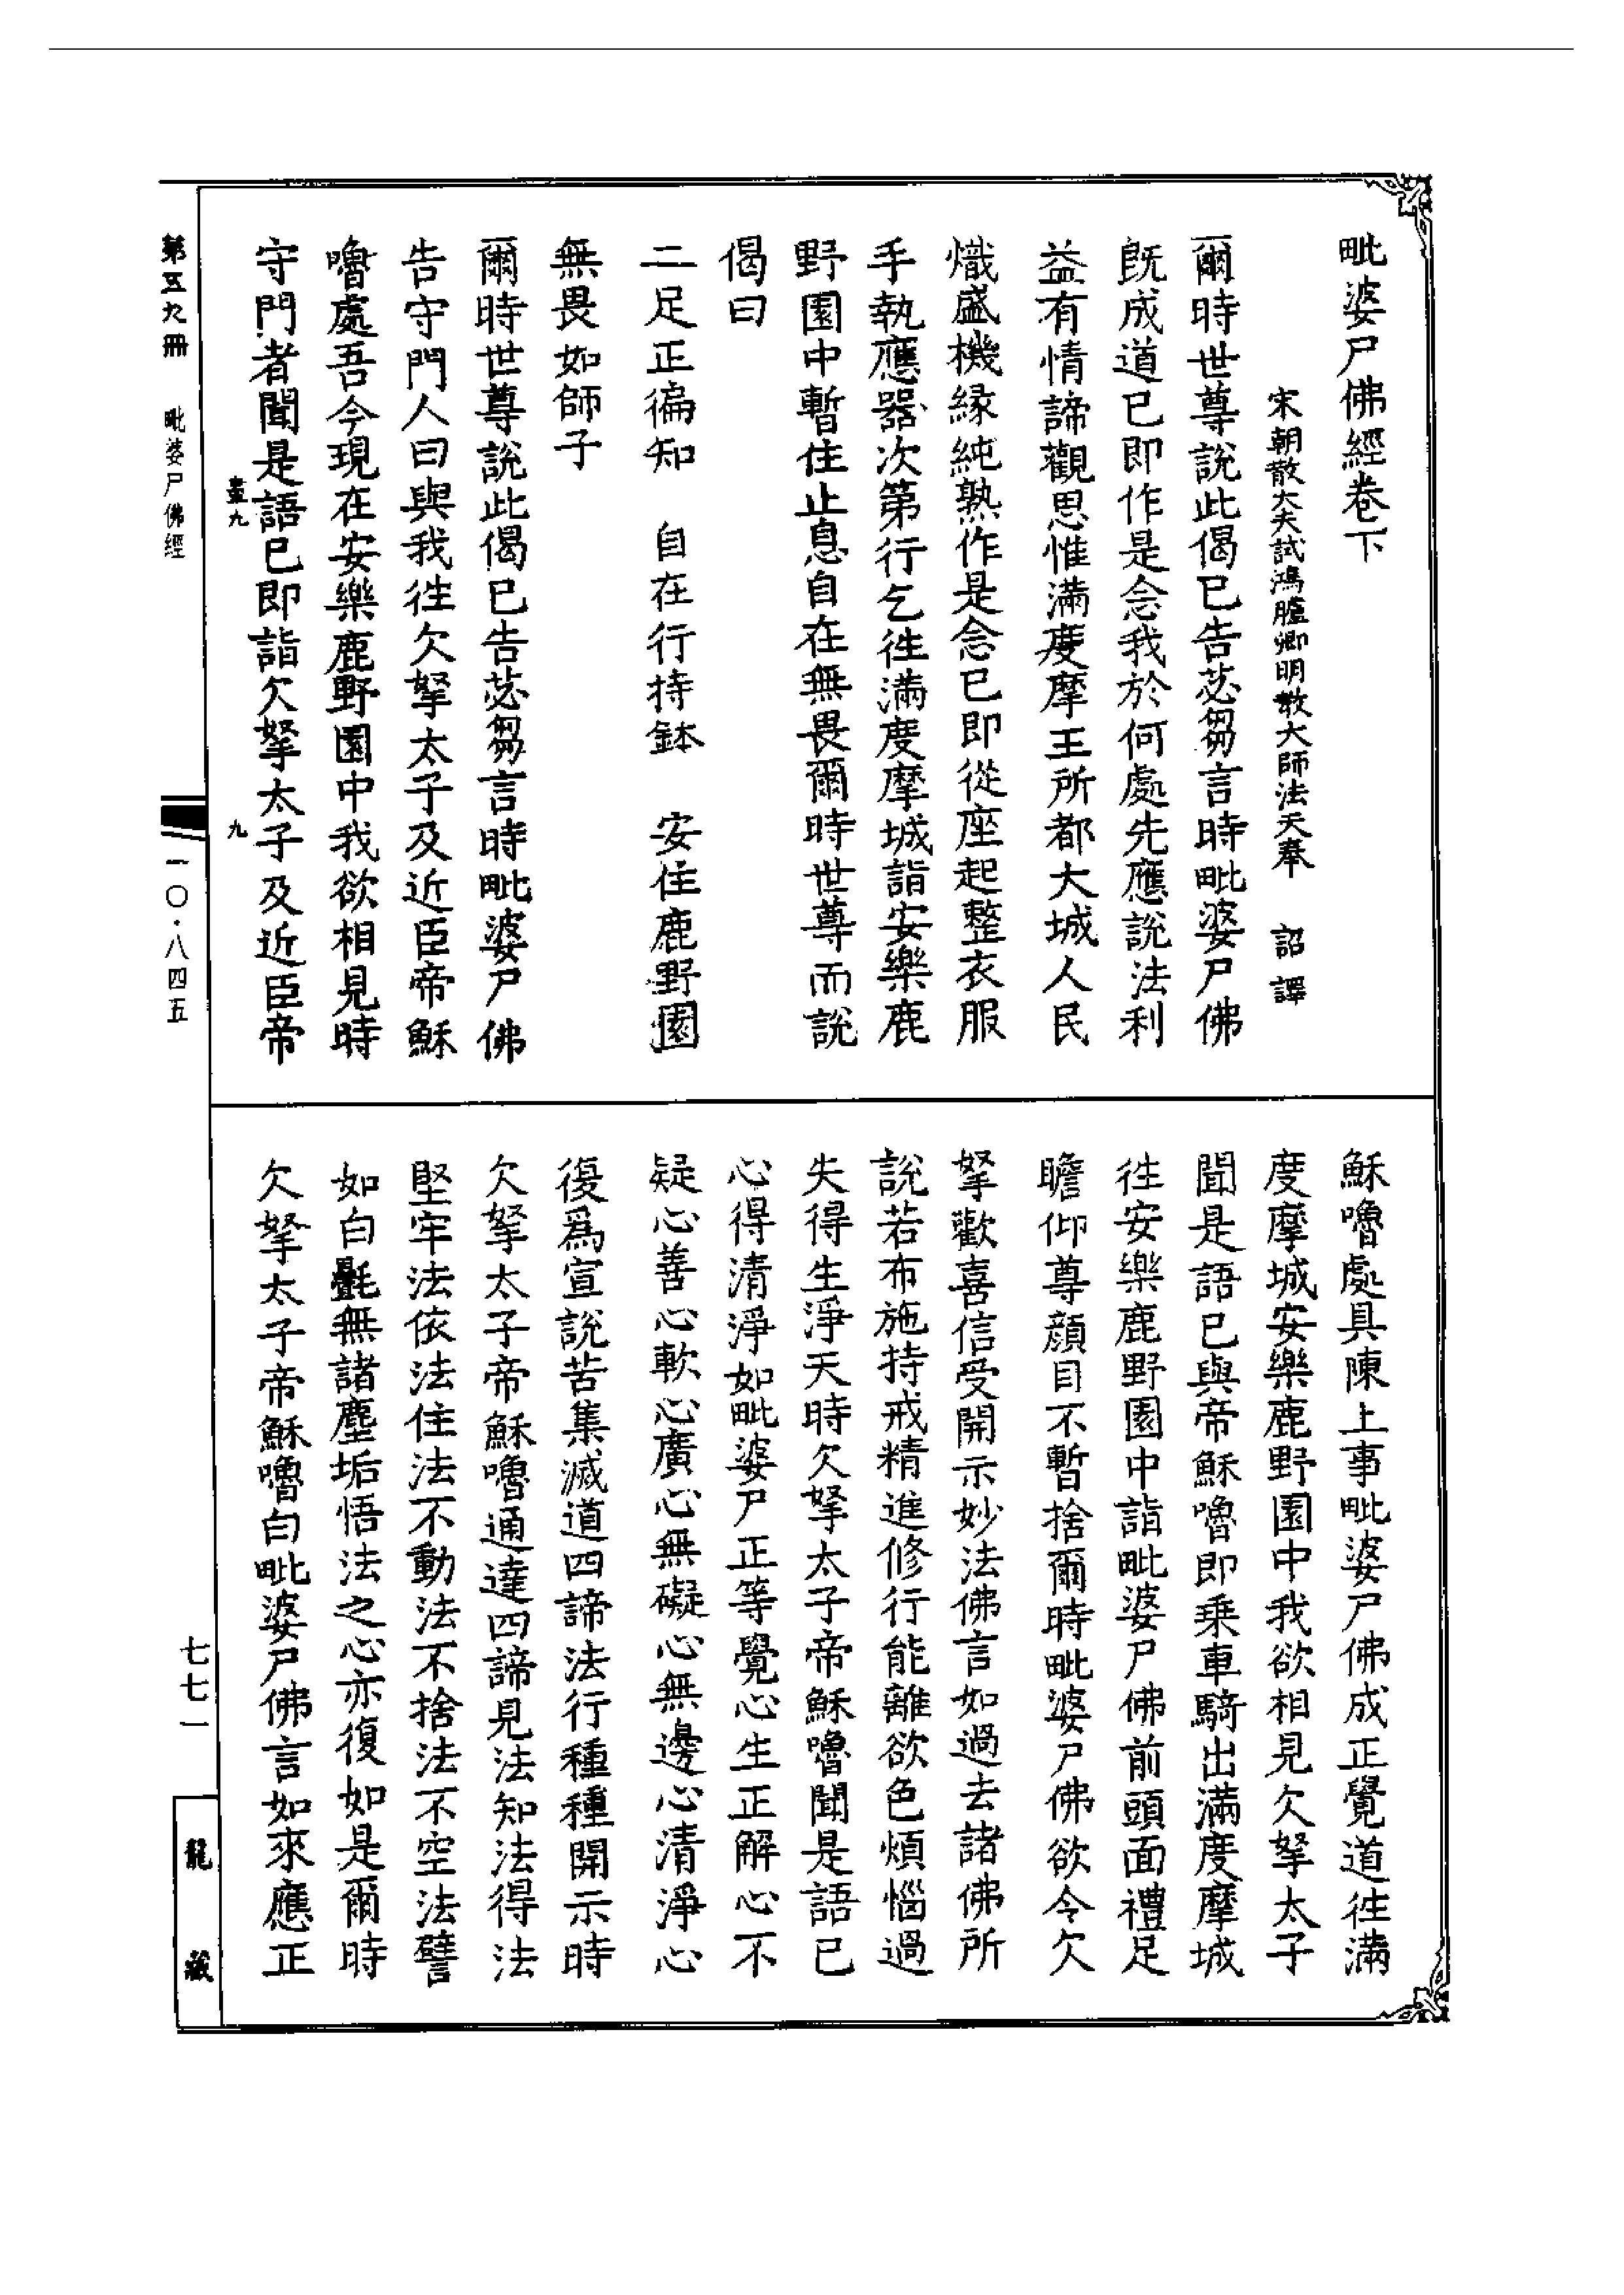 毗婆尸佛經卷下
宋朝散大夫試鴻臚卿明教大師法天奉　詔譯
爾時世尊說此偈已告苾芻言時毗婆尸佛
既成道已即作是念我於何處先應說法利
益有情諦觀思惟滿度摩王所都大城人民
熾盛機緣純熟作是念已即從座起整衣服
手執應器次第行乞徃滿度摩城詣安樂鹿
野園中暫住止息自在無畏爾時世尊而說
偈曰
二足正徧知　自在行持鉢　安住鹿野園
無畏如師子
爾時世尊說此偈已告苾芻言時毗婆尸佛
告守門人曰與我徃欠拏太子及近臣帝穌
嚕處吾今現在安樂鹿野園中我欲相見時
守門者聞是語已即詣欠拏太子及近臣帝
穌嚕處具陳上事毗婆尸佛成正覺道徃滿
度摩城安樂鹿野園中我欲相見欠拏太子
聞是語已與帝穌嚕即乗車騎出滿度摩城
徃安樂鹿野園中詣毗婆尸佛前頭面禮足
瞻仰尊顏目不暫捨爾時毗婆尸佛欲令欠
拏歡喜信受開示妙法佛言如過去諸佛所
說若布施持戒精進修行能離欲色煩惱過
失得生淨天時欠拏太子帝穌嚕聞是語已
心得清淨如毗婆尸正等覺心生正解心不
疑心善心軟心廣心無礙心無邊心清淨心
復爲宣說苦集滅道四諦法行種種開示時
欠拏太子帝穌嚕通達四諦見法知法得法
堅牢法依法住法不動法不捨法不空法譬
如白㲲無諸塵垢悟法之心亦復如是爾時
欠拏太子帝穌嚕白毗婆尸佛言如來應正
第五九冊　毗婆尸佛經
畫九　九
一〇·八四五
七七一
龍藏